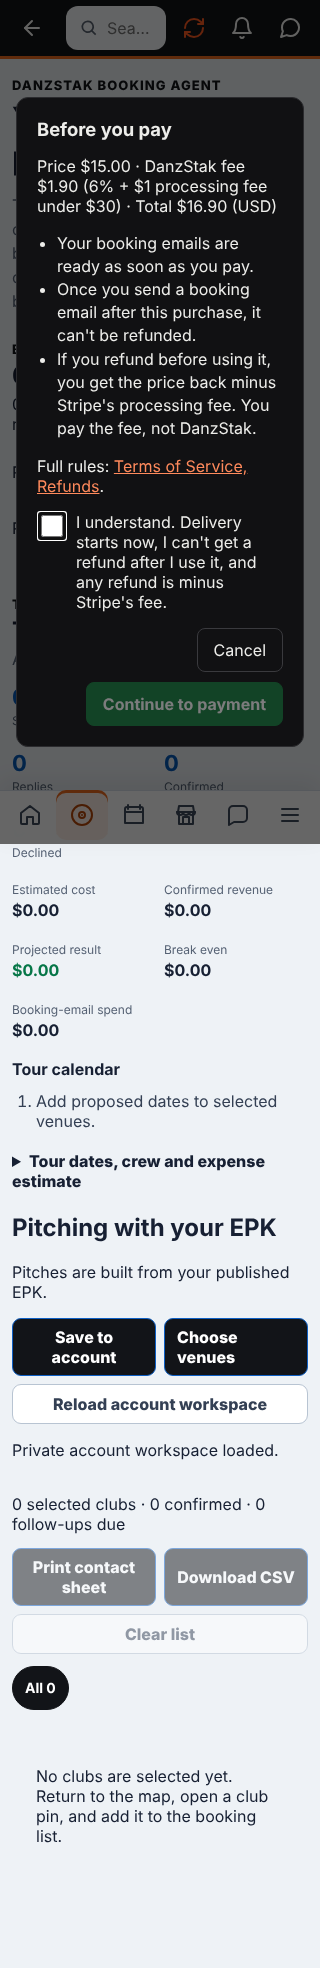 Sea...
DANZSTAK BOOKING AGENT
Before you pay
Price $15.00 · DanzStak fee
$1.90 (6% + $1 processing fee
under $30) · Total $16.90 (USD)
• Your booking emails are
ready as soon as you pay.
• Once you send a booking
email after this purchase, it
can't be refunded.
• If you refund before using it,
you get the price back minus
Stripe's processing fee. You
pay the fee, not DanzStak.
Full rules: Terms of Service,
Refunds.
I understand. Delivery
starts now, I can't get a
refund after I use it, and
any refund is minus
Stripe's fee.
Cancel
Continue to payment
0 0
Replies Confirmed
Declined
Estimated cost Confirmed revenue
$0.00 $0.00
Projected result Break even
$0.00 $0.00
Booking-email spend
$0.00
Tour calendar
1. Add proposed dates to selected
venues.
Tour dates, crew and expense
estimate
Pitching with your EPK
Pitches are built from your published
EPK.
Save to
account
Choose
venues
Reload account workspace
Private account workspace loaded.
0 selected clubs · 0 confirmed · 0
follow-ups due
Print contact
sheet
Download CSV
Clear list
All 0
No clubs are selected yet.
Return to the map, open a club
pin, and add it to the booking
list.